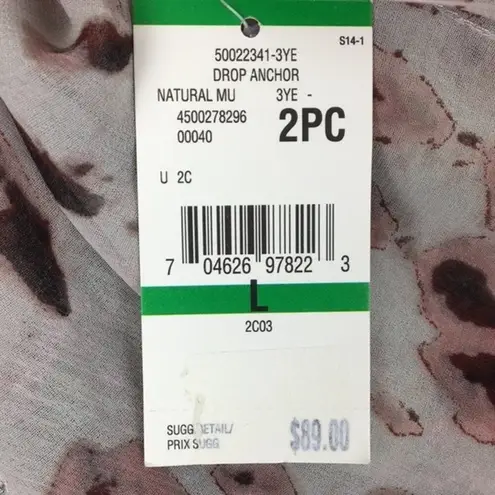 S14-1
50022341-3YE
DROP ANCHOR
NATURAL MU 3YE -
4500278296 2PC
00040
U 2C
7 04626 97822 3
L
2C03
SUGG. RETAIL/
PRIX SUGG $89.00